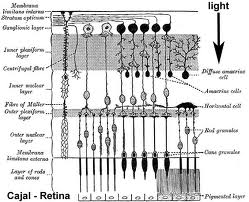 Membrana
limitans interna
Stratum opticum
Ganglionic layer
Inner plexiform
layer
Centrifugal fibre
Inner nuclear
layer
Fibre of Müller
Outer plexiform
layer
Outer nuclear
layer
Membrana
limitans externa
Layer of rods
and cones
Cajal - Retina
light
Diffuse amacrine
cell
Amacrine cells
Horizontal cell
Rod granules
Cone granules
Pigmented layer